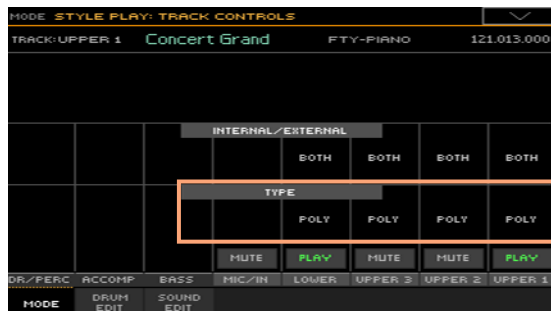 MODE STYLE PLAY: TRACK CONTROLS
TRACK:UPPER 1 Concert Grand FTY-PIANO 121.013.000
INTERNAL/EXTERNAL
BOTH BOTH BOTH BOTH
TYPE
POLY POLY POLY POLY
MUTE PLAY MUTE MUTE PLAY
DR/PERC ACCOMP BASS MIC/IN LOWER UPPER 3 UPPER 2 UPPER 1
MODE DRUM EDIT SOUND EDIT